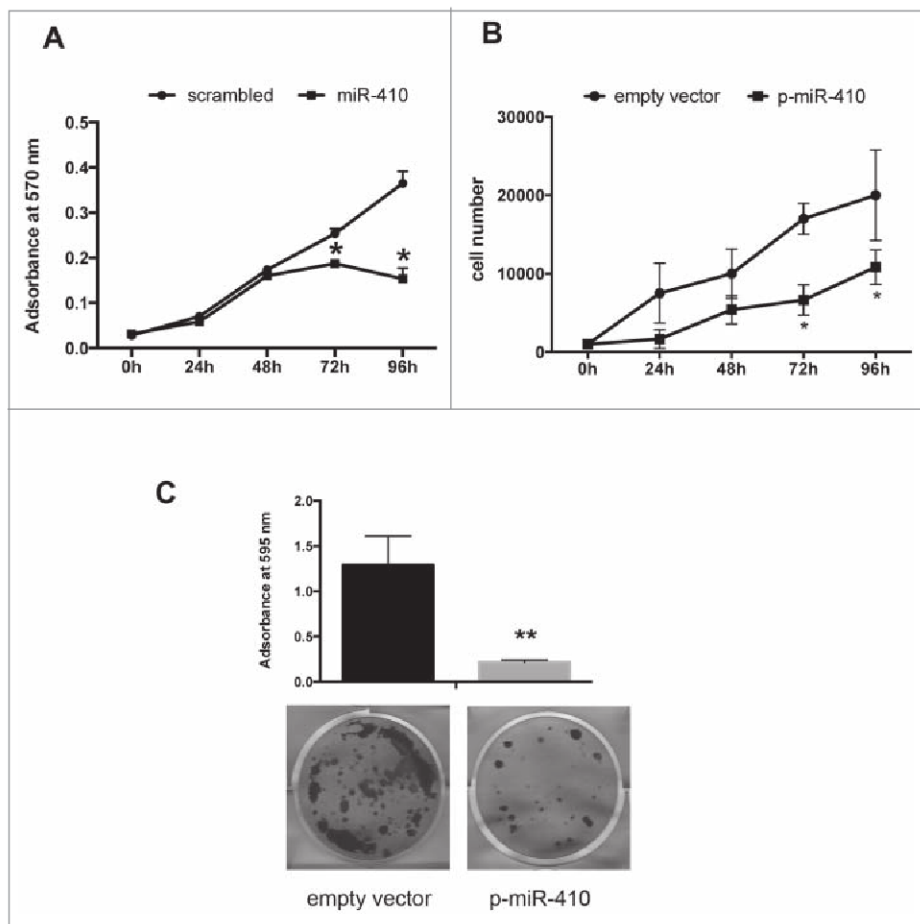 A
scrambled miR-410
Adsorbance at 570 nm
0.5
0.4
0.3
0.2
0.1
0.0
* *
0h 24h 48h 72h 96h
B
empty vector p-miR-410
cell number
30000
20000
10000
0
* *
0h 24h 48h 72h 96h
C
Adsorbance at 595 nm
2.0
1.5
1.0
0.5
0.0
**
empty vector p-miR-410